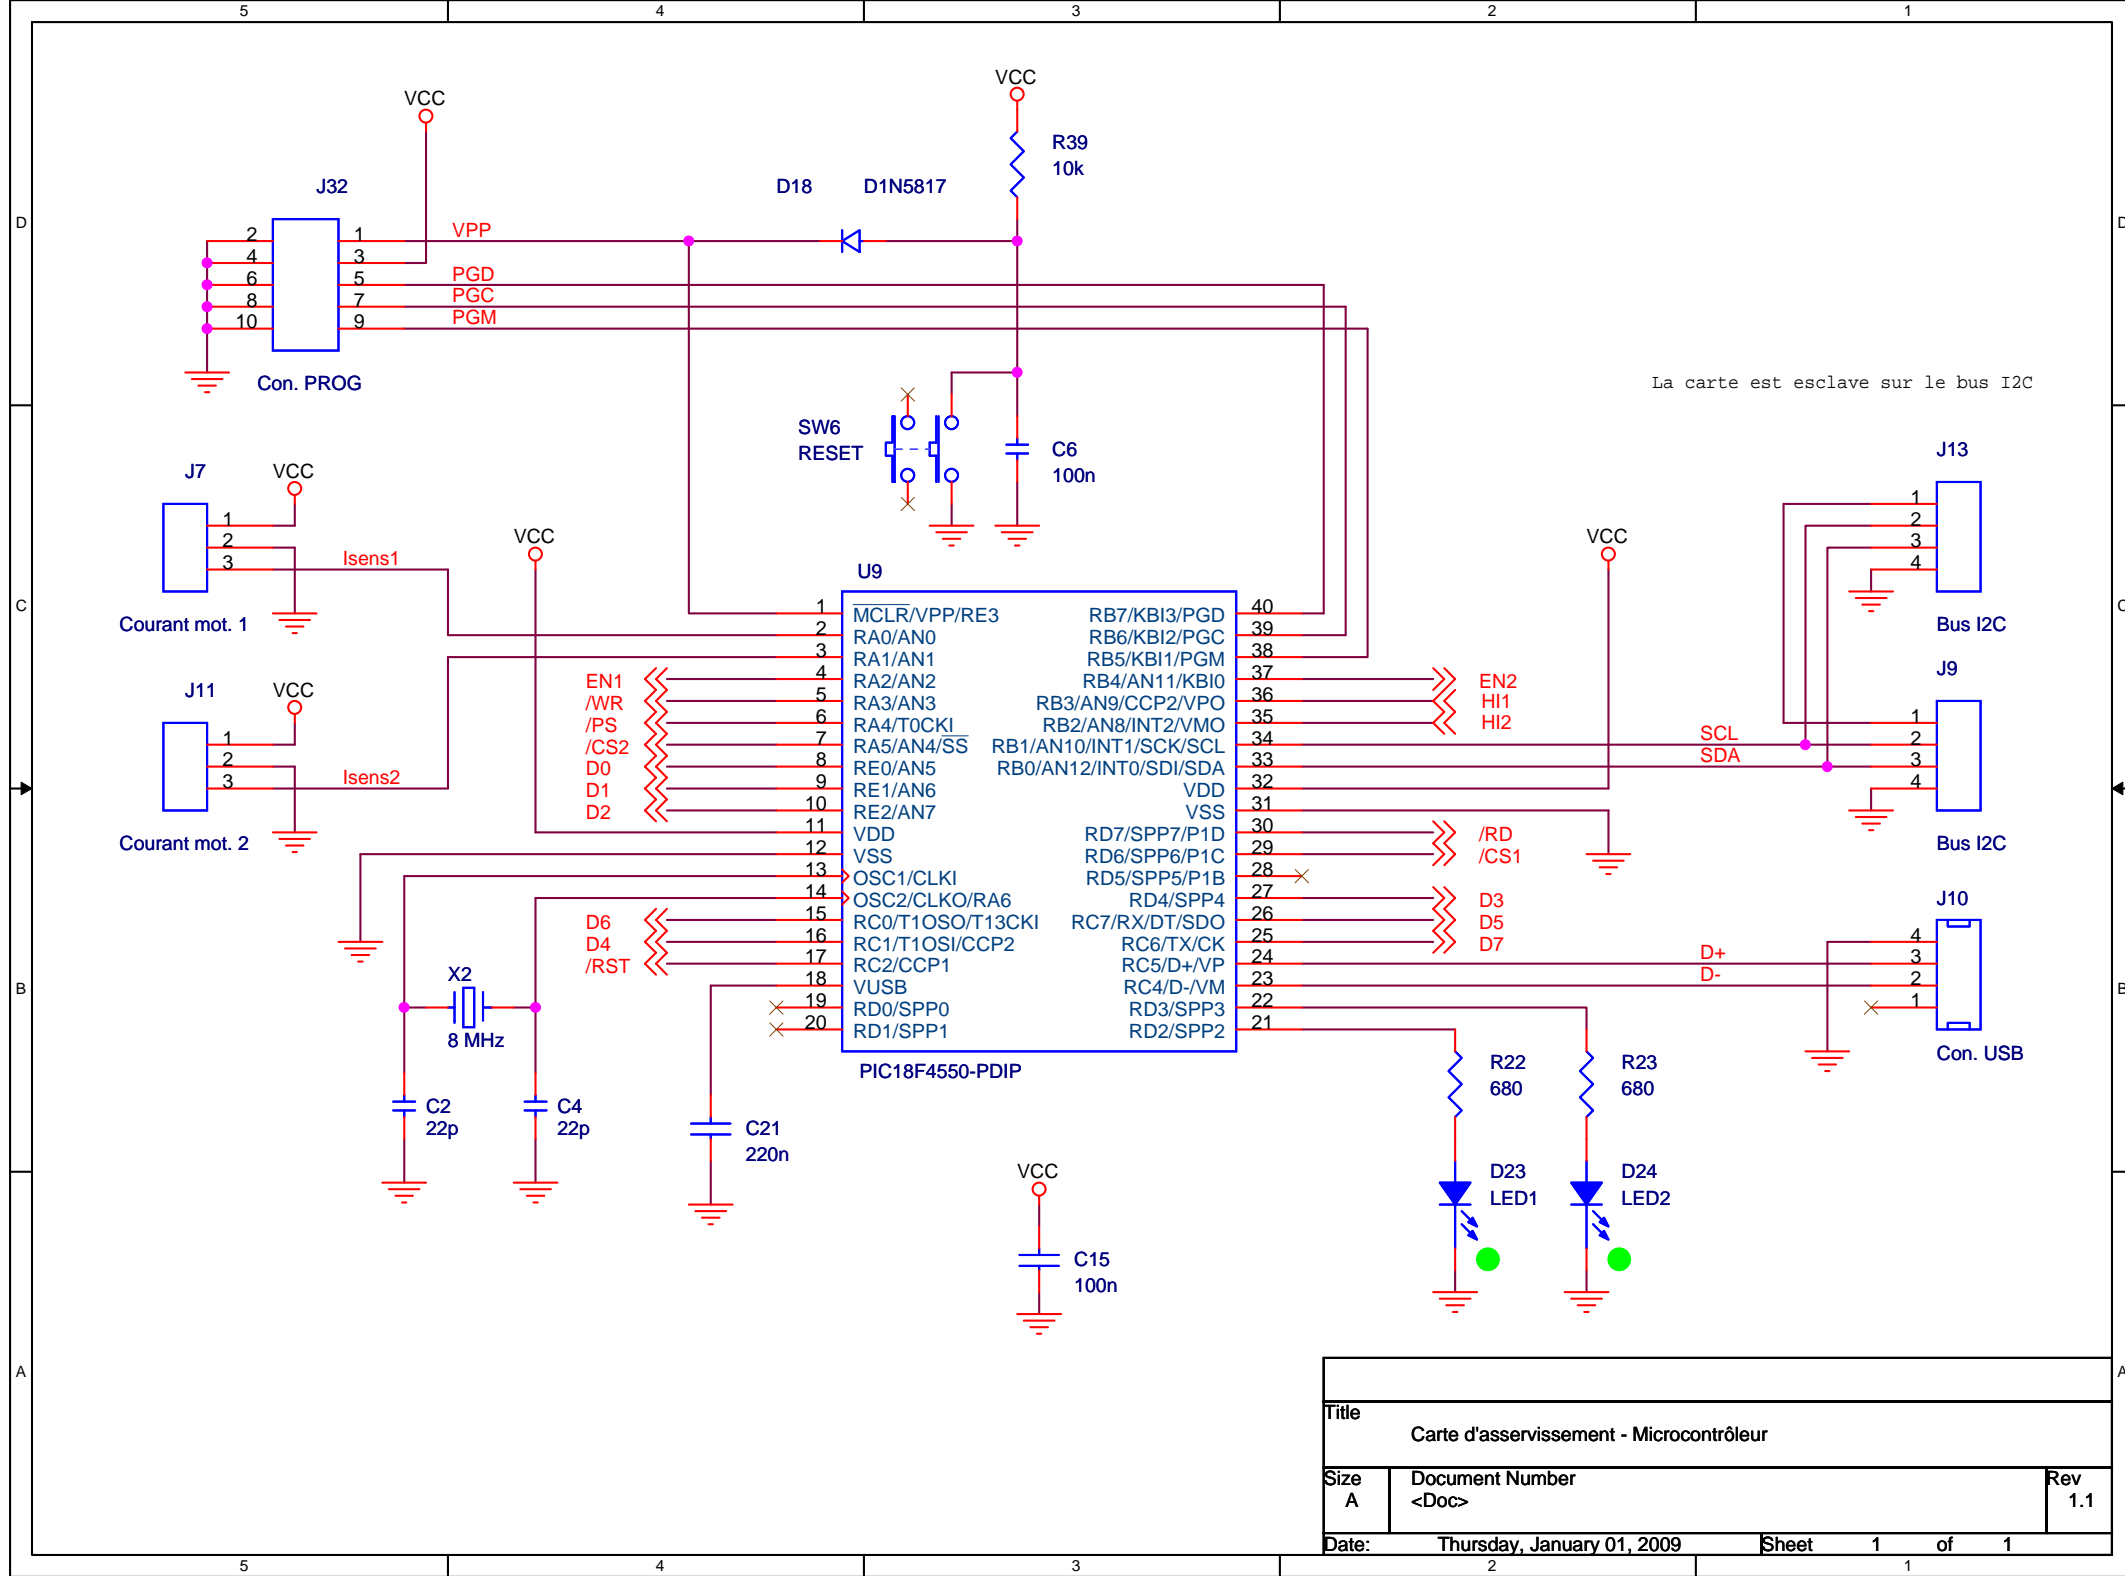 5 4 3 2 1
D
D
C
C
B
B
A
A
VCC
VCC
R39
10k
J32
D18 D1N5817
2 1 VPP
4 3
6 5 PGD
8 7 PGC
10 9 PGM
Con. PROG
La carte est esclave sur le bus I2C
SW6
RESET
C6
100n
J7
VCC
1
2
3 Isens1
Courant mot. 1
VCC
VCC
J13
1
2
3
4
Bus I2C
J11
VCC
1
2
3 Isens2
Courant mot. 2
J9
1
SCL 2
SDA 3
4
Bus I2C
U9
1 MCLR/VPP/RE3 RB7/KBI3/PGD 40
2 RA0/AN0 RB6/KBI2/PGC 39
3 RA1/AN1 RB5/KBI1/PGM 38
EN1 4 RA2/AN2 RB4/AN11/KBI0 37 EN2
/WR 5 RA3/AN3 RB3/AN9/CCP2/VPO 36 HI1
/PS 6 RA4/T0CKI RB2/AN8/INT2/VMO 35 HI2
/CS2 7 RA5/AN4/SS RB1/AN10/INT1/SCK/SCL 34
D0 8 RE0/AN5 RB0/AN12/INT0/SDI/SDA 33
D1 9 RE1/AN6 VDD 32
D2 10 RE2/AN7 VSS 31
11 VDD RD7/SPP7/P1D 30 /RD
12 VSS RD6/SPP6/P1C 29 /CS1
13 OSC1/CLKI RD5/SPP5/P1B 28
14 OSC2/CLKO/RA6 RD4/SPP4 27 D3
D6 15 RC0/T1OSO/T13CKI RC7/RX/DT/SDO 26 D5
D4 16 RC1/T1OSI/CCP2 RC6/TX/CK 25 D7
/RST 17 RC2/CCP1 RC5/D+/VP 24
18 VUSB RC4/D-/VM 23
19 RD0/SPP0 RD3/SPP3 22
20 RD1/SPP1 RD2/SPP2 21
PIC18F4550-PDIP
J10
4
D+ 3
D- 2
1
Con. USB
X2
8 MHz
C2
22p
C4
22p
C21
220n
VCC
C15
100n
R22
680
R23
680
D23
LED1
D24
LED2
Title
Carte d'asservissement - Microcontrôleur
Size Document Number Rev
A <Doc> 1.1
Date: Thursday, January 01, 2009 Sheet 1 of 1
5 4 3 2 1